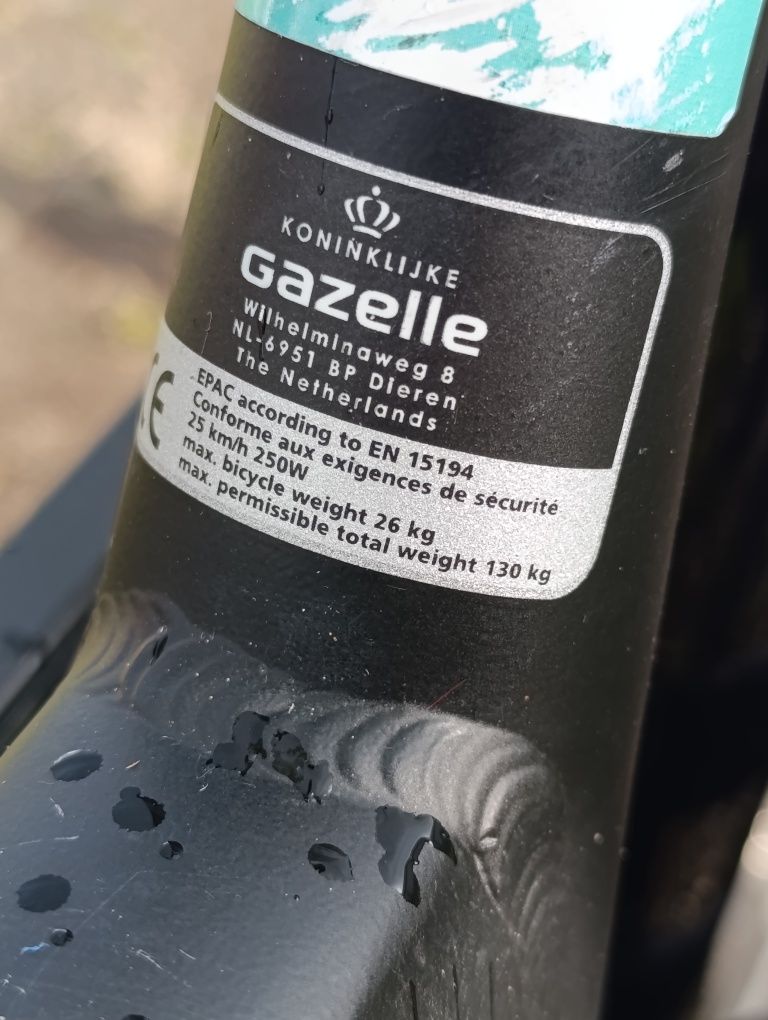 KONINKLIJKE
Gazelle
Wilhelminaweg 8
NL-6951 BP Dieren
The Netherlands
CE
EPAC according to EN 15194
Conforme aux exigences de sécurité
25 km/h 250W
max. bicycle weight 26 kg
max. permissible total weight 130 kg